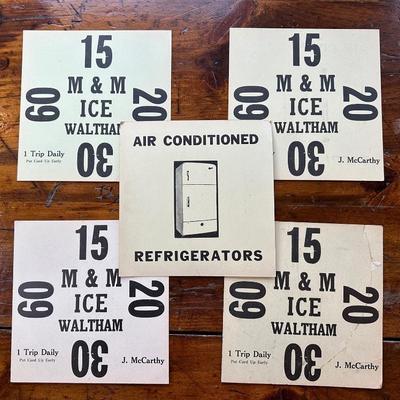 15
M & M
60
ICE
20
WALTHAM
1 Trip Daily
Put Card Up Early
30
15
M & M
60
ICE
20
WALTHAM
30
J. McCarthy
AIR CONDITIONED
REFRIGERATORS
15
M & M
60
ICE
20
WALTHAM
1 Trip Daily
Put Card Up Early
30
J. McCarthy
15
M & M
60
ICE
20
WALTHAM
1 Trip Daily
Put Card Up Early
30
J. McCarthy